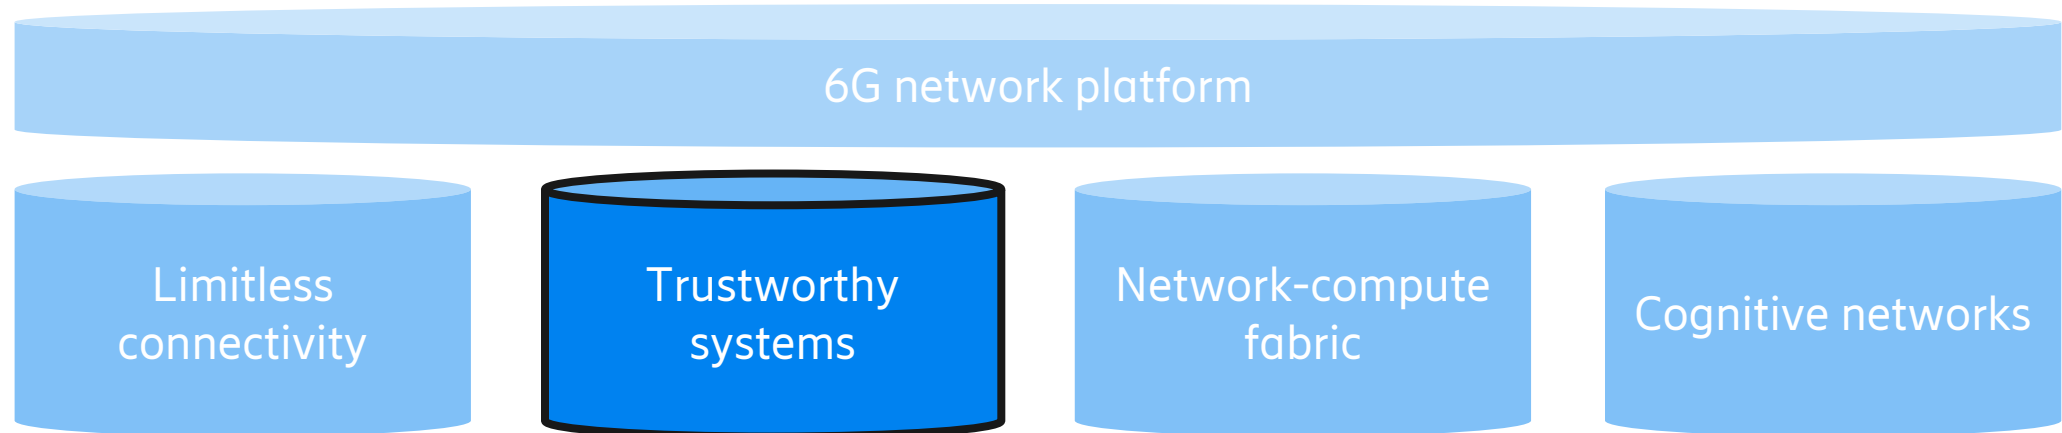 6G network platform
Limitless
connectivity
Trustworthy
systems
Network-compute
fabric
Cognitive networks